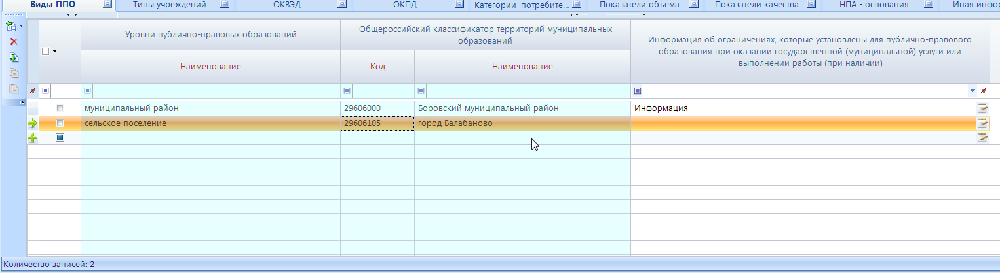 Виды ППО Типы учреждений ОКВЭД ОКПД Категории потребите... Показатели объема Показатели качества НПА - основания Иная инфор
Уровни публично-правовых образований
Общероссийский классификатор территорий муниципальных
образований
Информация об ограничениях, которые установлены для публично-правового
образования при оказании государственной (муниципальной) услуги или
выполнении работы (при наличии)
Наименование Код Наименование
муниципальный район 29606000 Боровский муниципальный район Информация
сельское поселение 29606105 город Балабаново
Количество записей: 2